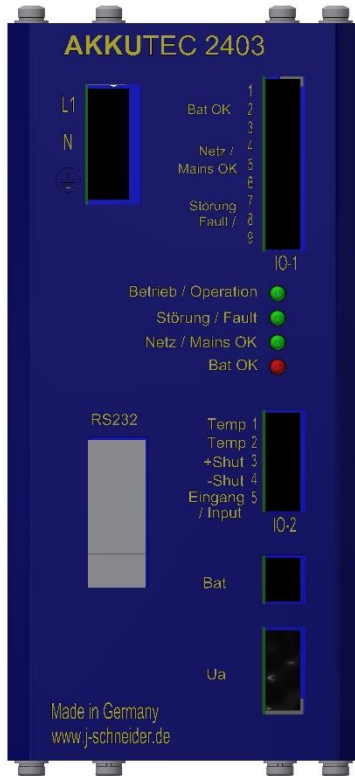 AKKUTEC 2403
L1
N
1
Bat OK 2
3
Netz / 4
Mains OK 5
6
Störung 7
Fault / 8
9
IO-1
Betrieb / Operation
Störung / Fault
Netz / Mains OK
Bat OK
RS232
Temp 1
Temp 2
+Shut 3
-Shut 4
Eingang 5
/ Input
IO-2
Bat
Ua
Made in Germany
www.j-schneider.de